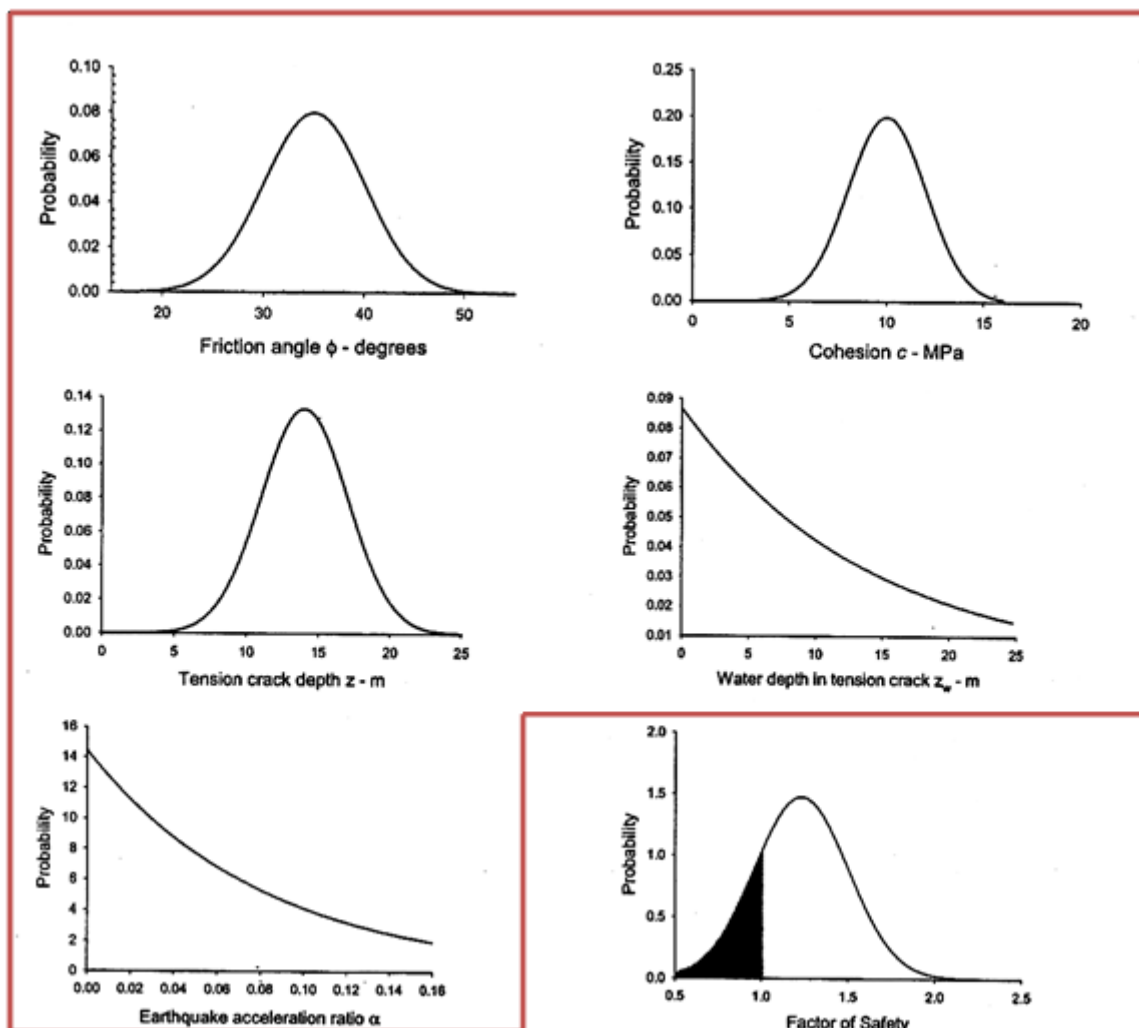 0.10
0.08
0.06
0.04
0.02
0.00
Probability
20 30 40 50
Friction angle ϕ - degrees
0.25
0.20
0.15
0.10
0.05
0.00
Probability
0 5 10 15 20
Cohesion c - MPa
0.14
0.12
0.10
0.08
0.06
0.04
0.02
0.00
Probability
0 5 10 15 20 25
Tension crack depth z - m
0.09
0.08
0.07
0.06
0.05
0.04
0.03
0.02
0.01
Probability
0 5 10 15 20 25
Water depth in tension crack zw - m
16
14
12
10
8
6
4
2
0
Probability
0.00 0.02 0.04 0.06 0.08 0.10 0.12 0.14 0.16
Earthquake acceleration ratio α
2.0
1.5
1.0
0.5
0.0
Probability
0.5 1.0 1.5 2.0 2.5
Factor of Safety